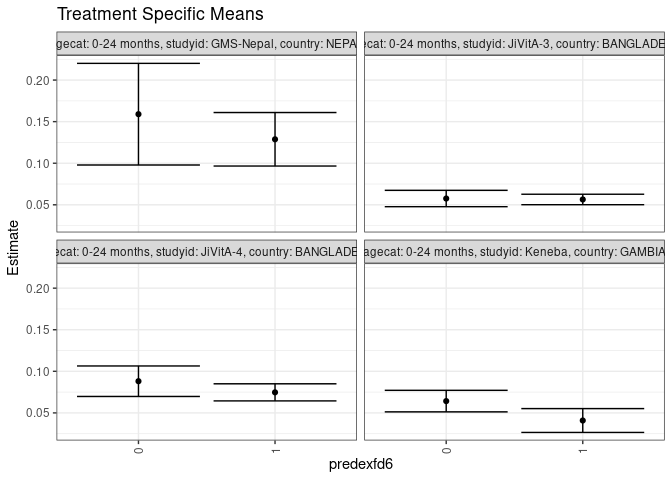 Treatment Specific Means
gecat: 0-24 months, studyid: GMS-Nepal, country: NEPA
ecat: 0-24 months, studyid: JiVitA-3, country: BANGLADE
0.20
0.15
0.10
0.05
Estimate
ecat: 0-24 months, studyid: JiVitA-4, country: BANGLADE
agecat: 0-24 months, studyid: Keneba, country: GAMBIA
0.20
0.15
0.10
0.05
0
1
0
1
predexfd6